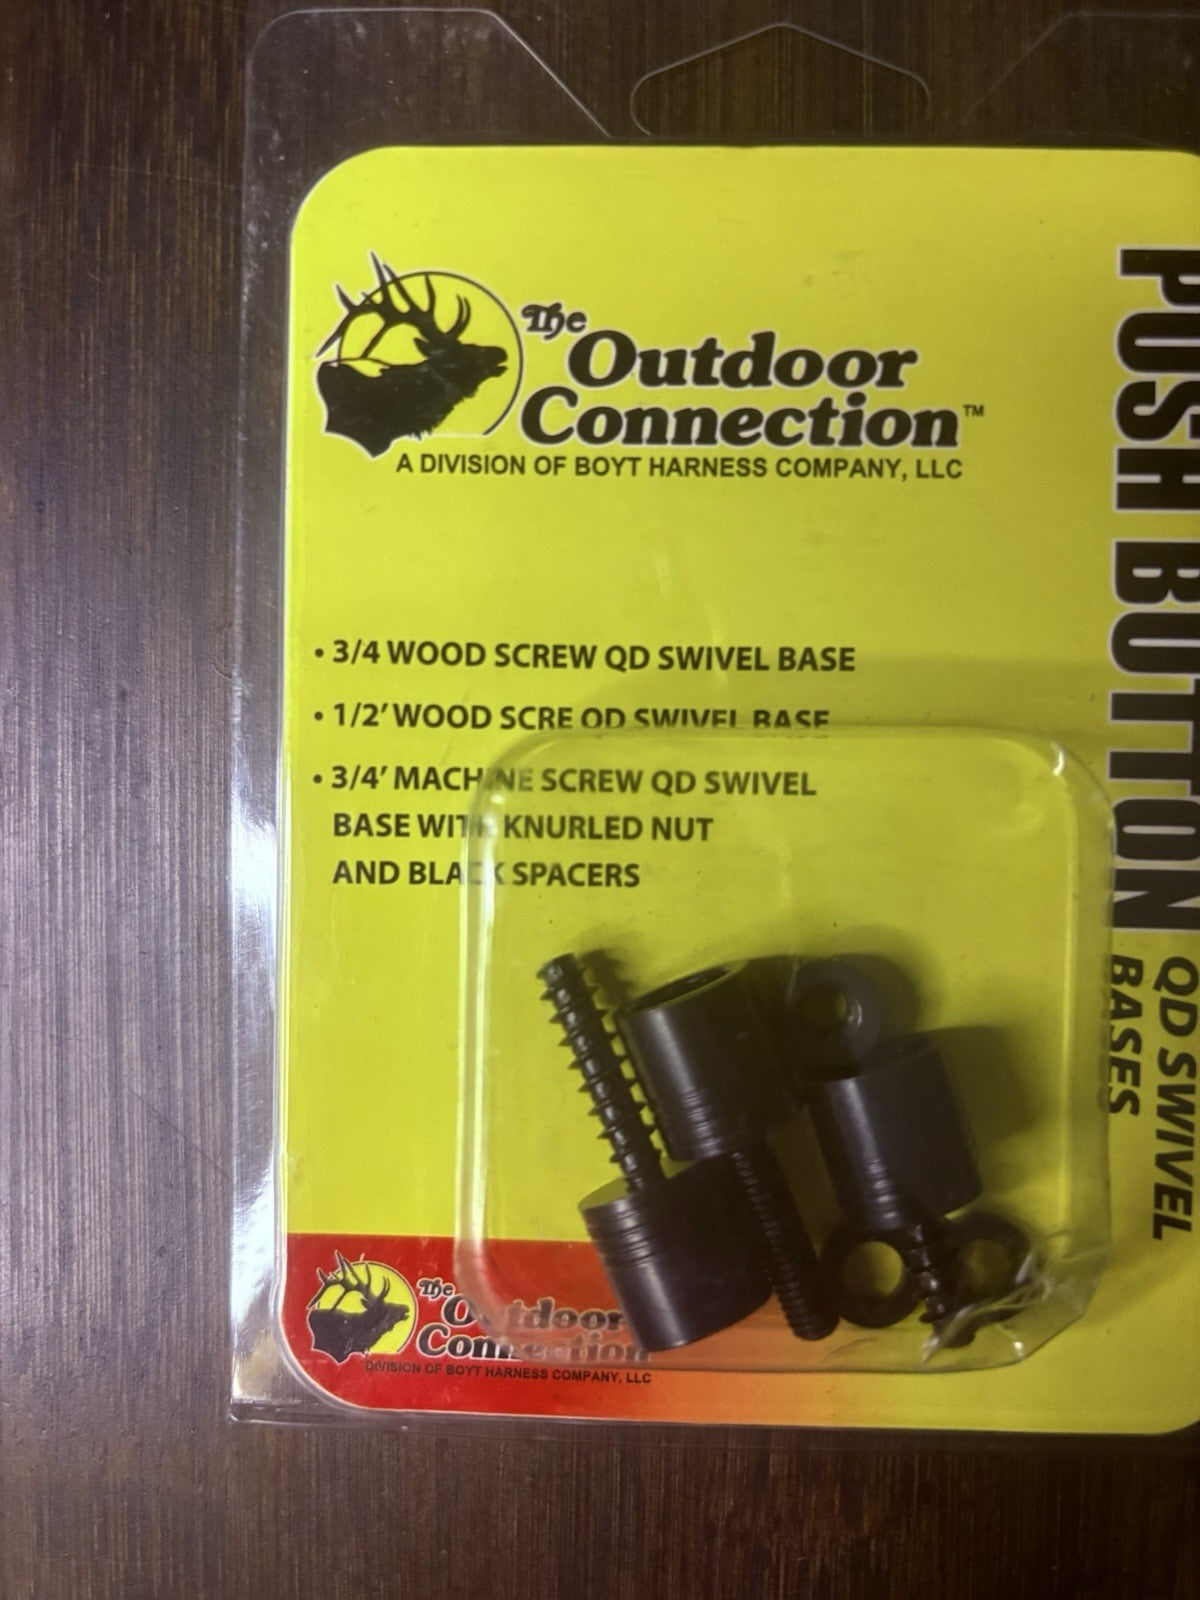 The
Outdoor
Connection™
A DIVISION OF BOYT HARNESS COMPANY, LLC
• 3/4 WOOD SCREW QD SWIVEL BASE
• 1/2' WOOD SCRE QD SWIVEL BASE
• 3/4' MACHINE SCREW QD SWIVEL
BASE WITH KNURLED NUT
AND BLACK SPACERS
PUSH BUTTON
QD SWIVEL
BASES
The
Outdoor
Connection
DIVISION OF BOYT HARNESS COMPANY, LLC